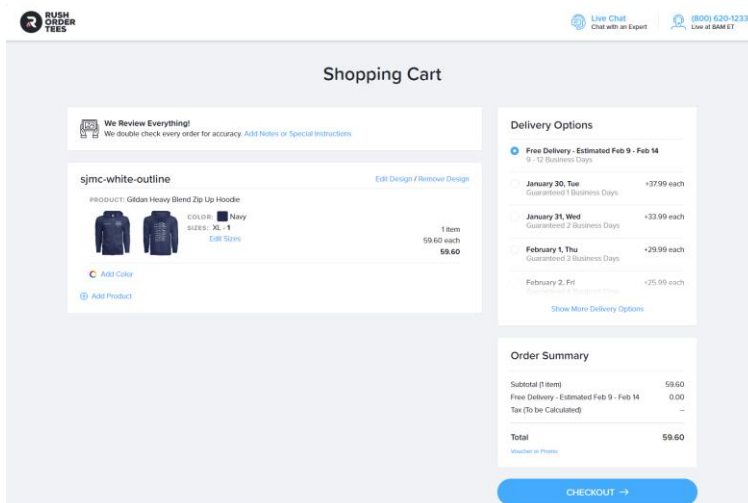 RUSH
ORDER
TEES
Live Chat
Chat with an Expert
(800) 620-1233
Live at 8AM ET
Shopping Cart
We Review Everything!
We double check every order for accuracy. Add Notes or Special Instructions
sjmc-white-outline
Edit Design / Remove Design
PRODUCT: Gildan Heavy Blend Zip Up Hoodie
COLOR: Navy
SIZES: XL - 1
Edit Sizes
1 item
59.60 each
59.60
Add Color
Add Product
Delivery Options
Free Delivery - Estimated Feb 9 - Feb 14
9 - 12 Business Days
January 30, Tue +37.99 each
Guaranteed 1 Business Days
January 31, Wed +33.99 each
Guaranteed 2 Business Days
February 1, Thu +29.99 each
Guaranteed 3 Business Days
February 2, Fri +25.99 each
Show More Delivery Options
Order Summary
Subtotal (1 item) 59.60
Free Delivery - Estimated Feb 9 - Feb 14 0.00
Tax (To be Calculated) --
Total 59.60
Voucher or Promo
CHECKOUT →